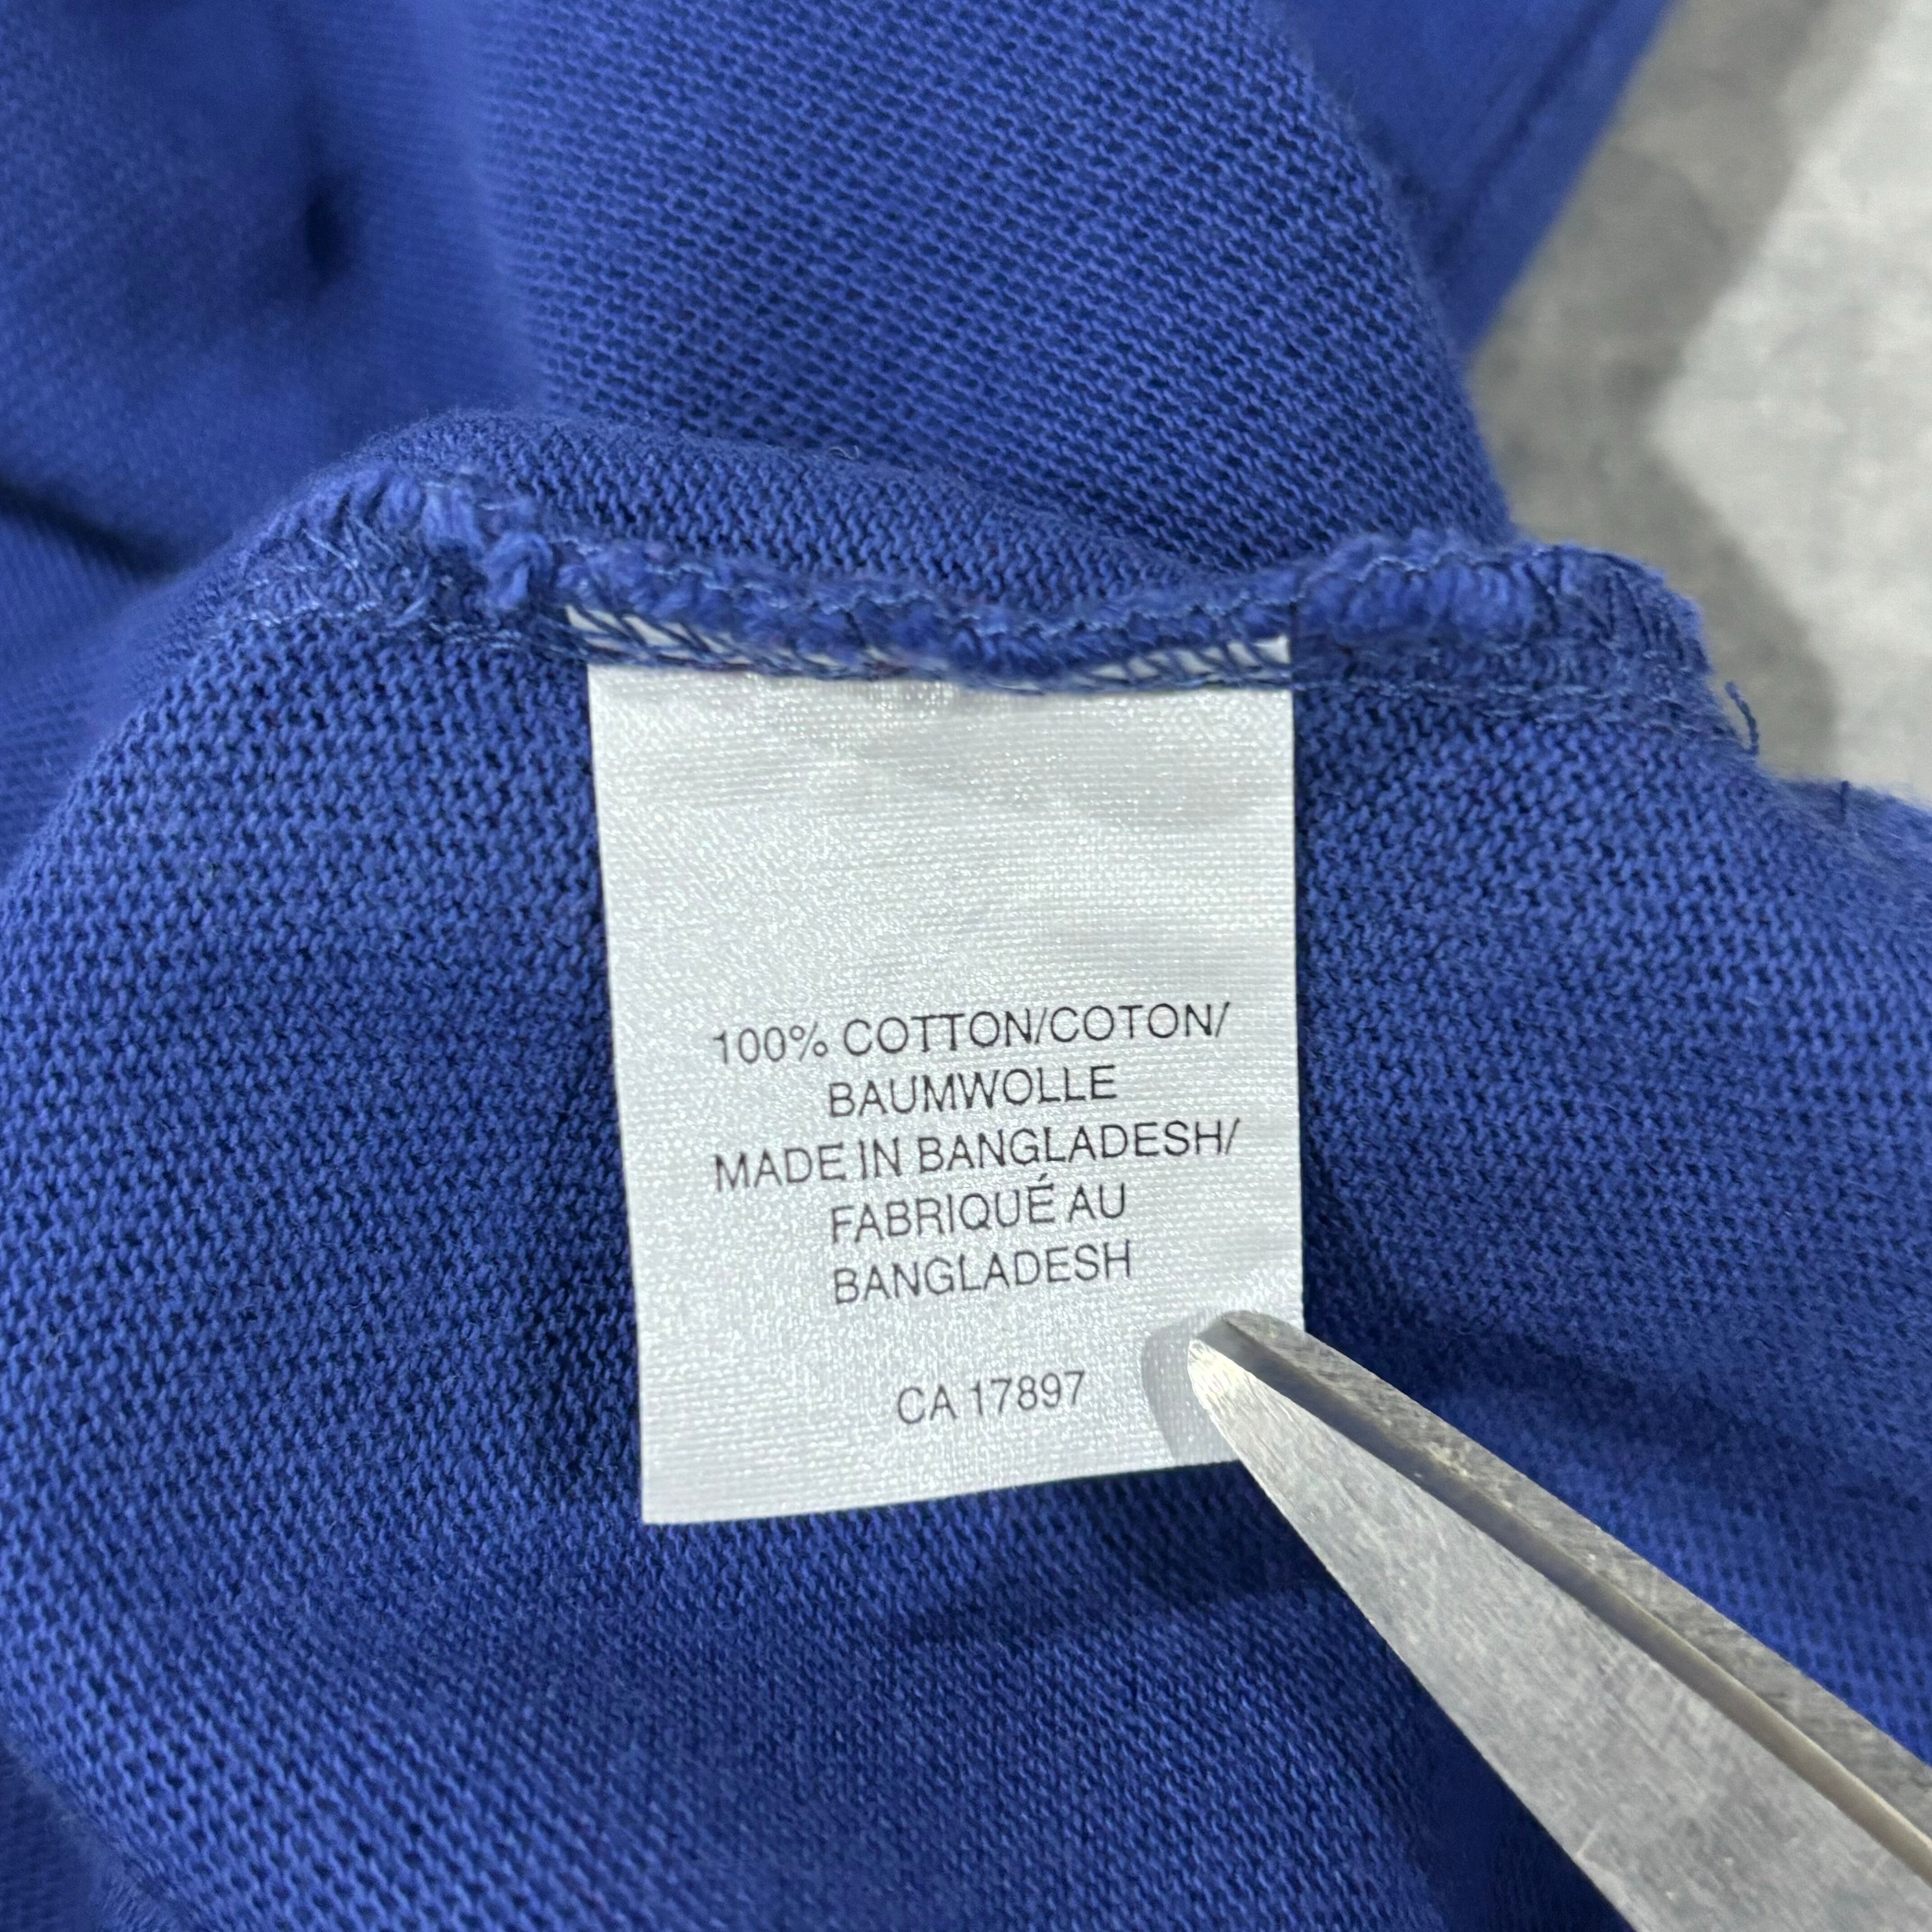 100% COTTON/COTON/
BAUMWOLLE
MADE IN BANGLADESH/
FABRIQUÉ AU
BANGLADESH
CA 17897